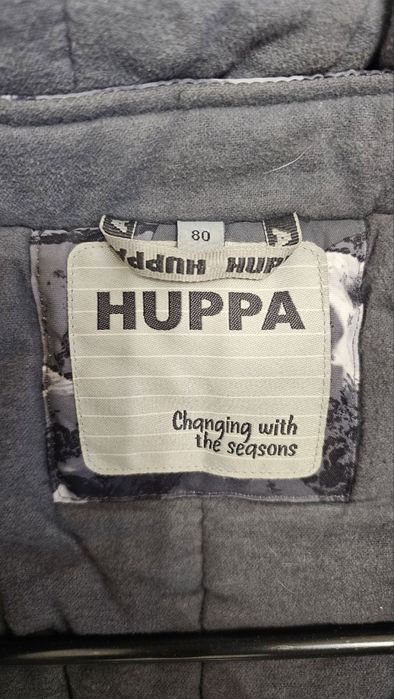 80
HUPPA HUPPA
HUPPA
Changing with
the seasons